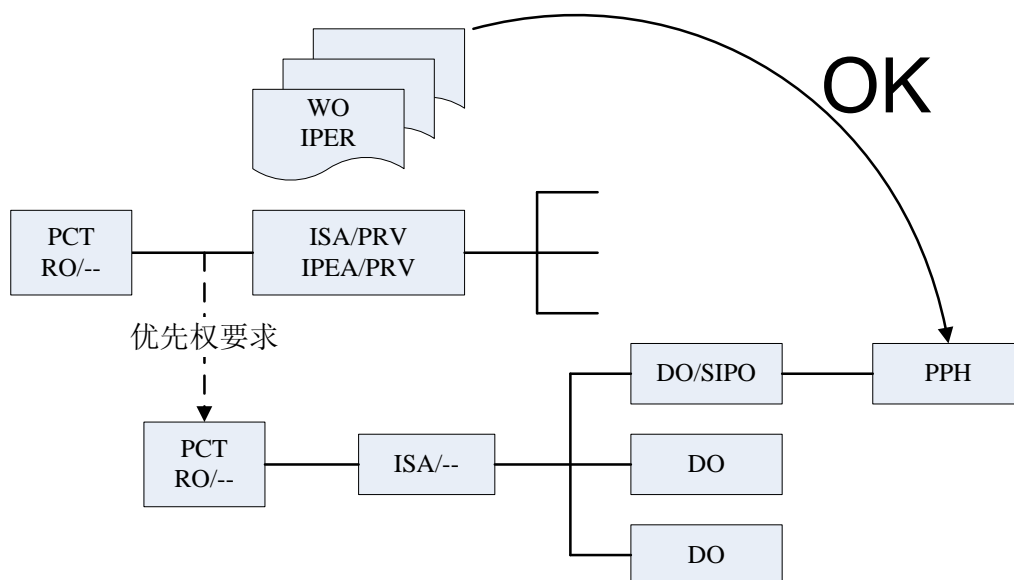 WO
IPER
OK
PCT
RO/--
ISA/PRV
IPEA/PRV
优先权要求
DO/SIPO
PPH
PCT
RO/--
ISA/--
DO
DO